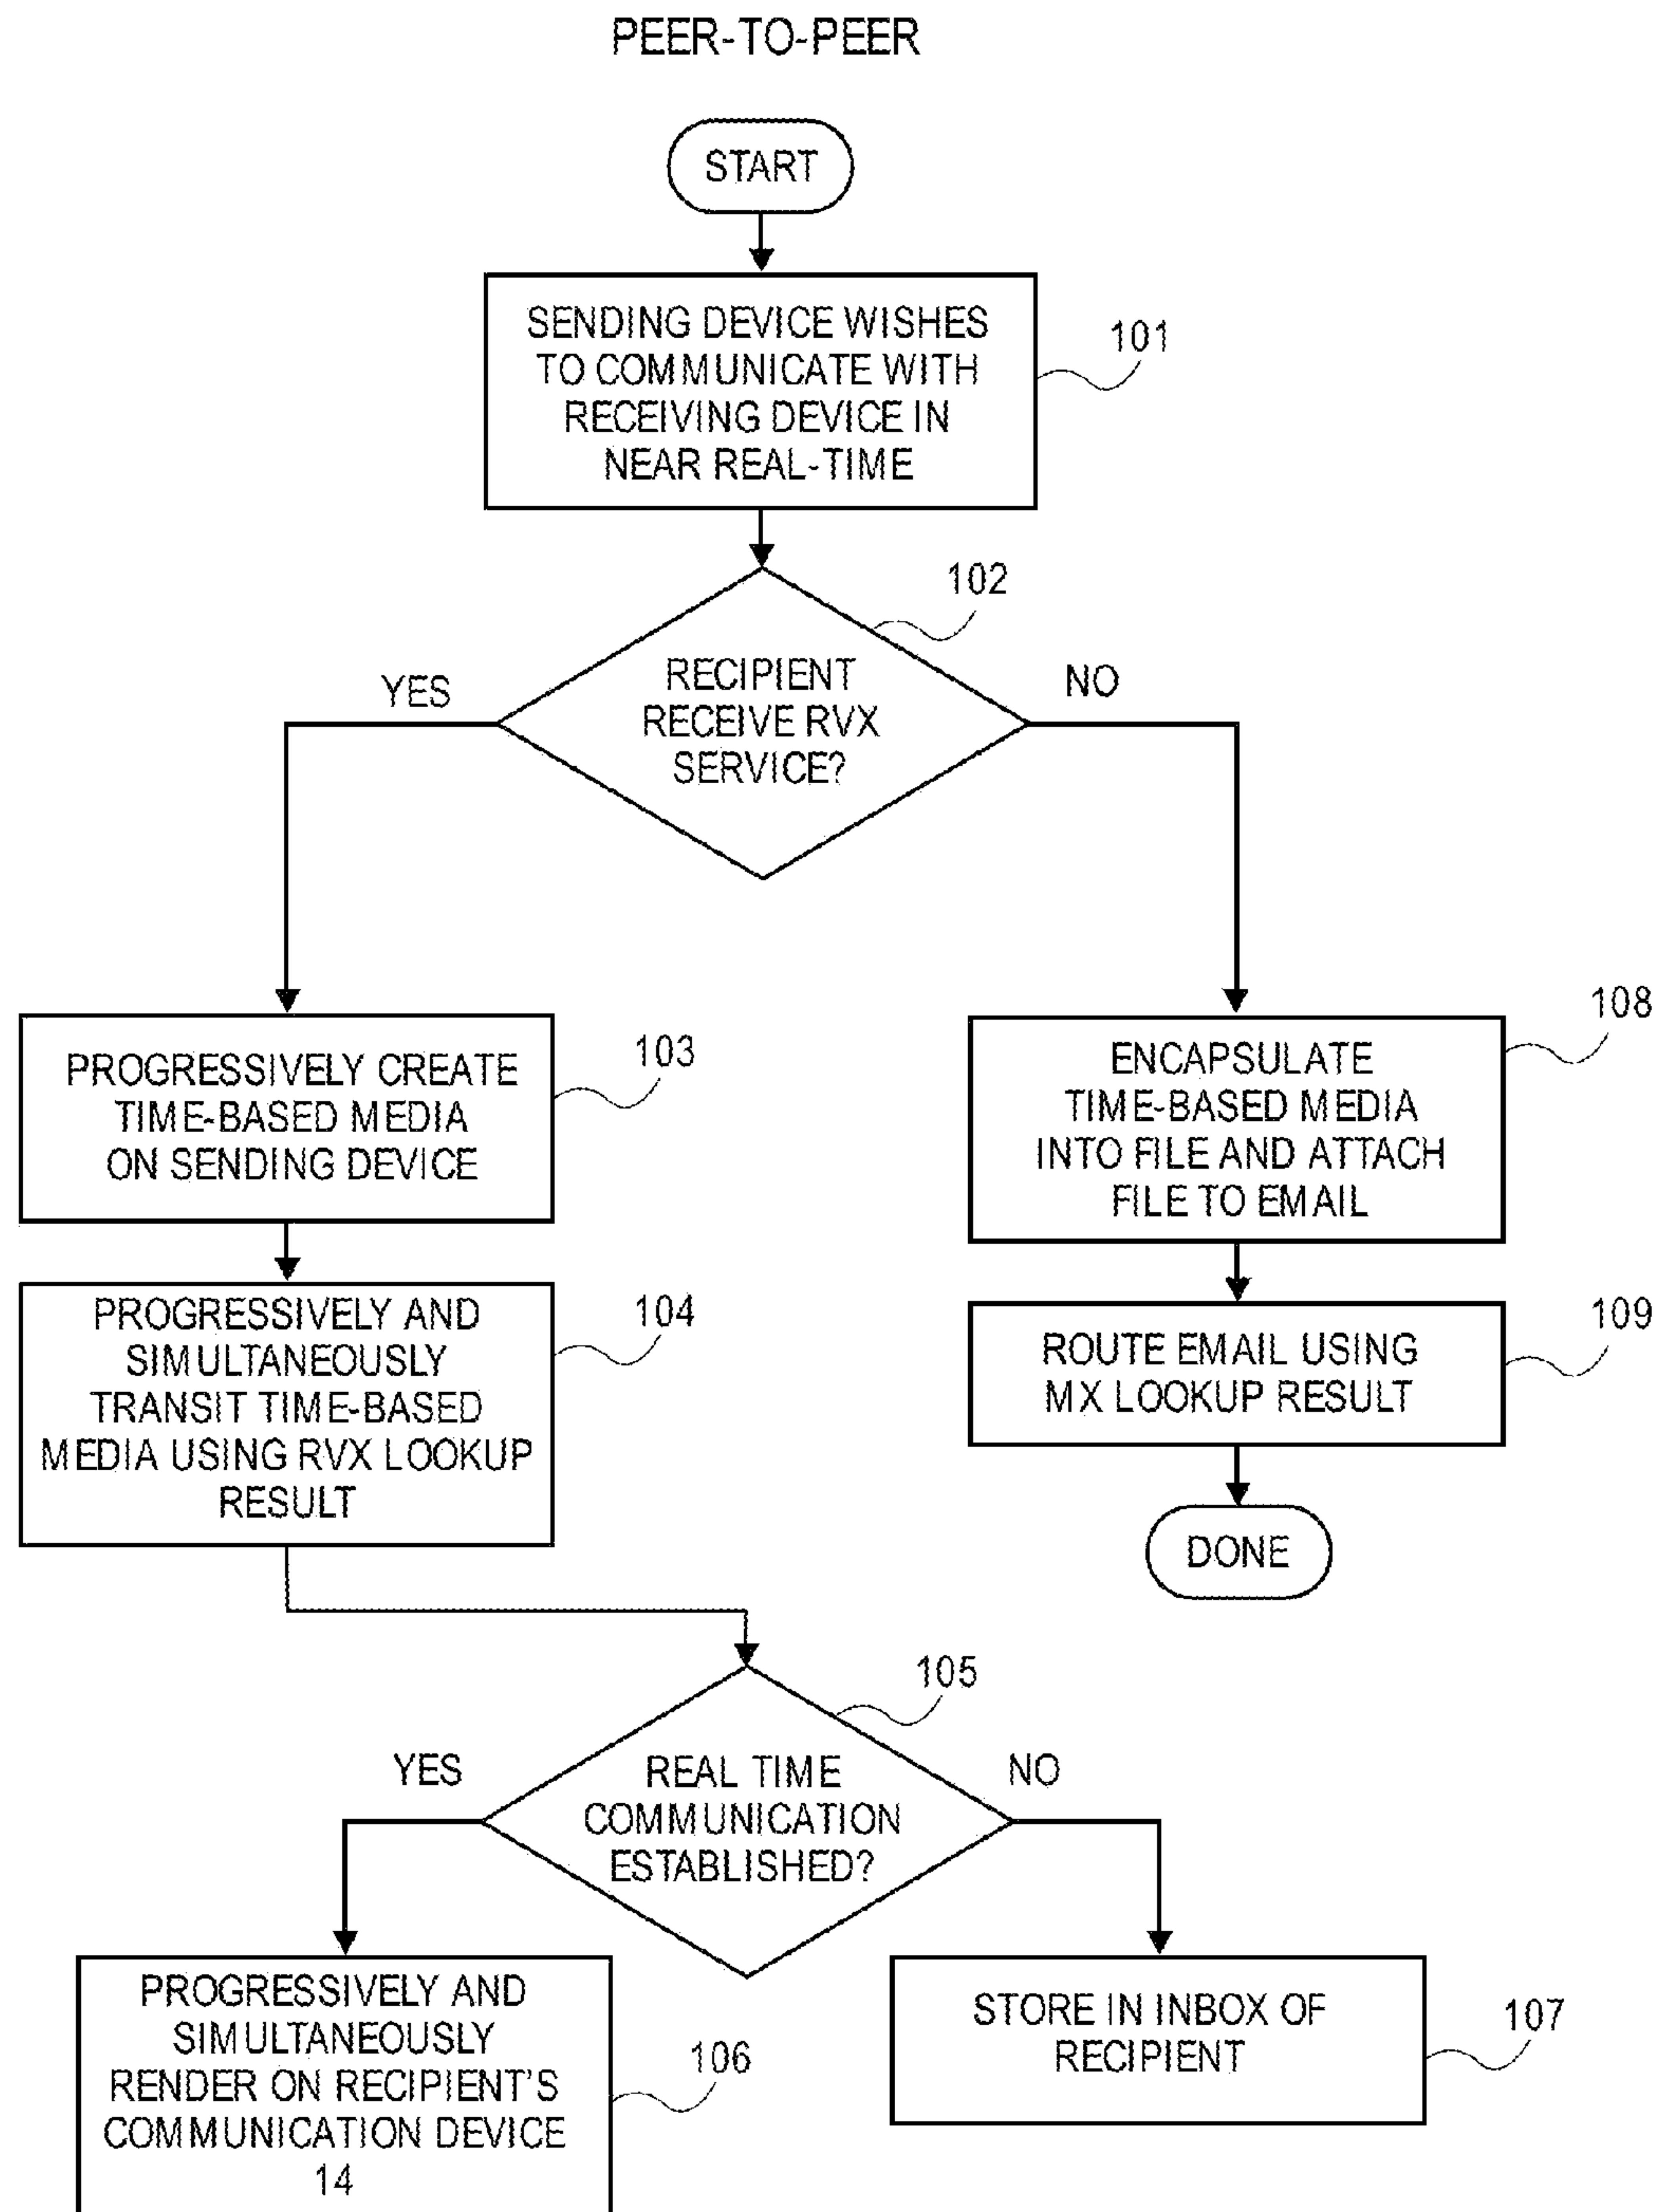 PEER-TO-PEER
START
SENDING DEVICE WISHES
TO COMMUNICATE WITH
RECEIVING DEVICE IN
NEAR REAL-TIME
101
102
RECIPIENT
RECEIVE RVX
SERVICE?
YES
NO
PROGRESSIVELY CREATE
TIME-BASED MEDIA
ON SENDING DEVICE
103
ENCAPSULATE
TIME-BASED MEDIA
INTO FILE AND ATTACH
FILE TO EMAIL
108
PROGRESSIVELY AND
SIMULTANEOUSLY
TRANSIT TIME-BASED
MEDIA USING RVX LOOKUP
RESULT
104
ROUTE EMAIL USING
MX LOOKUP RESULT
109
DONE
105
REAL TIME
COMMUNICATION
ESTABLISHED?
YES
NO
PROGRESSIVELY AND
SIMULTANEOUSLY
RENDER ON RECIPIENT'S
COMMUNICATION DEVICE
14
106
STORE IN INBOX OF
RECIPIENT
107